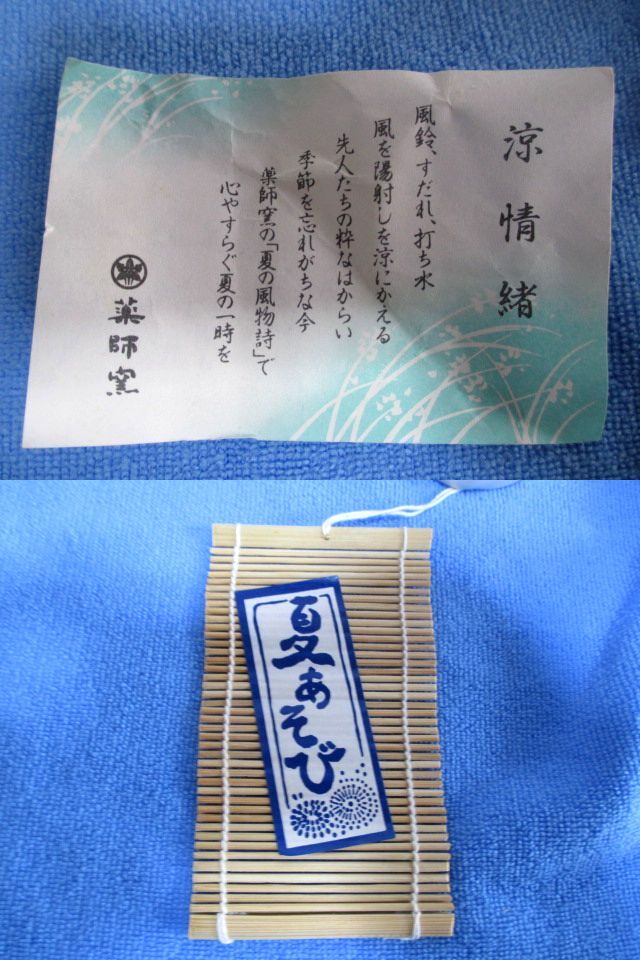 涼情緒
風鈴、すだれ、打ち水
風を陽射しを涼にかえる
先人たちの粋なはからい
季節を忘れがちな今
薬師窯の「夏の風物詩」で
心やすらぐ夏の一時を
薬師窯
夏あそび